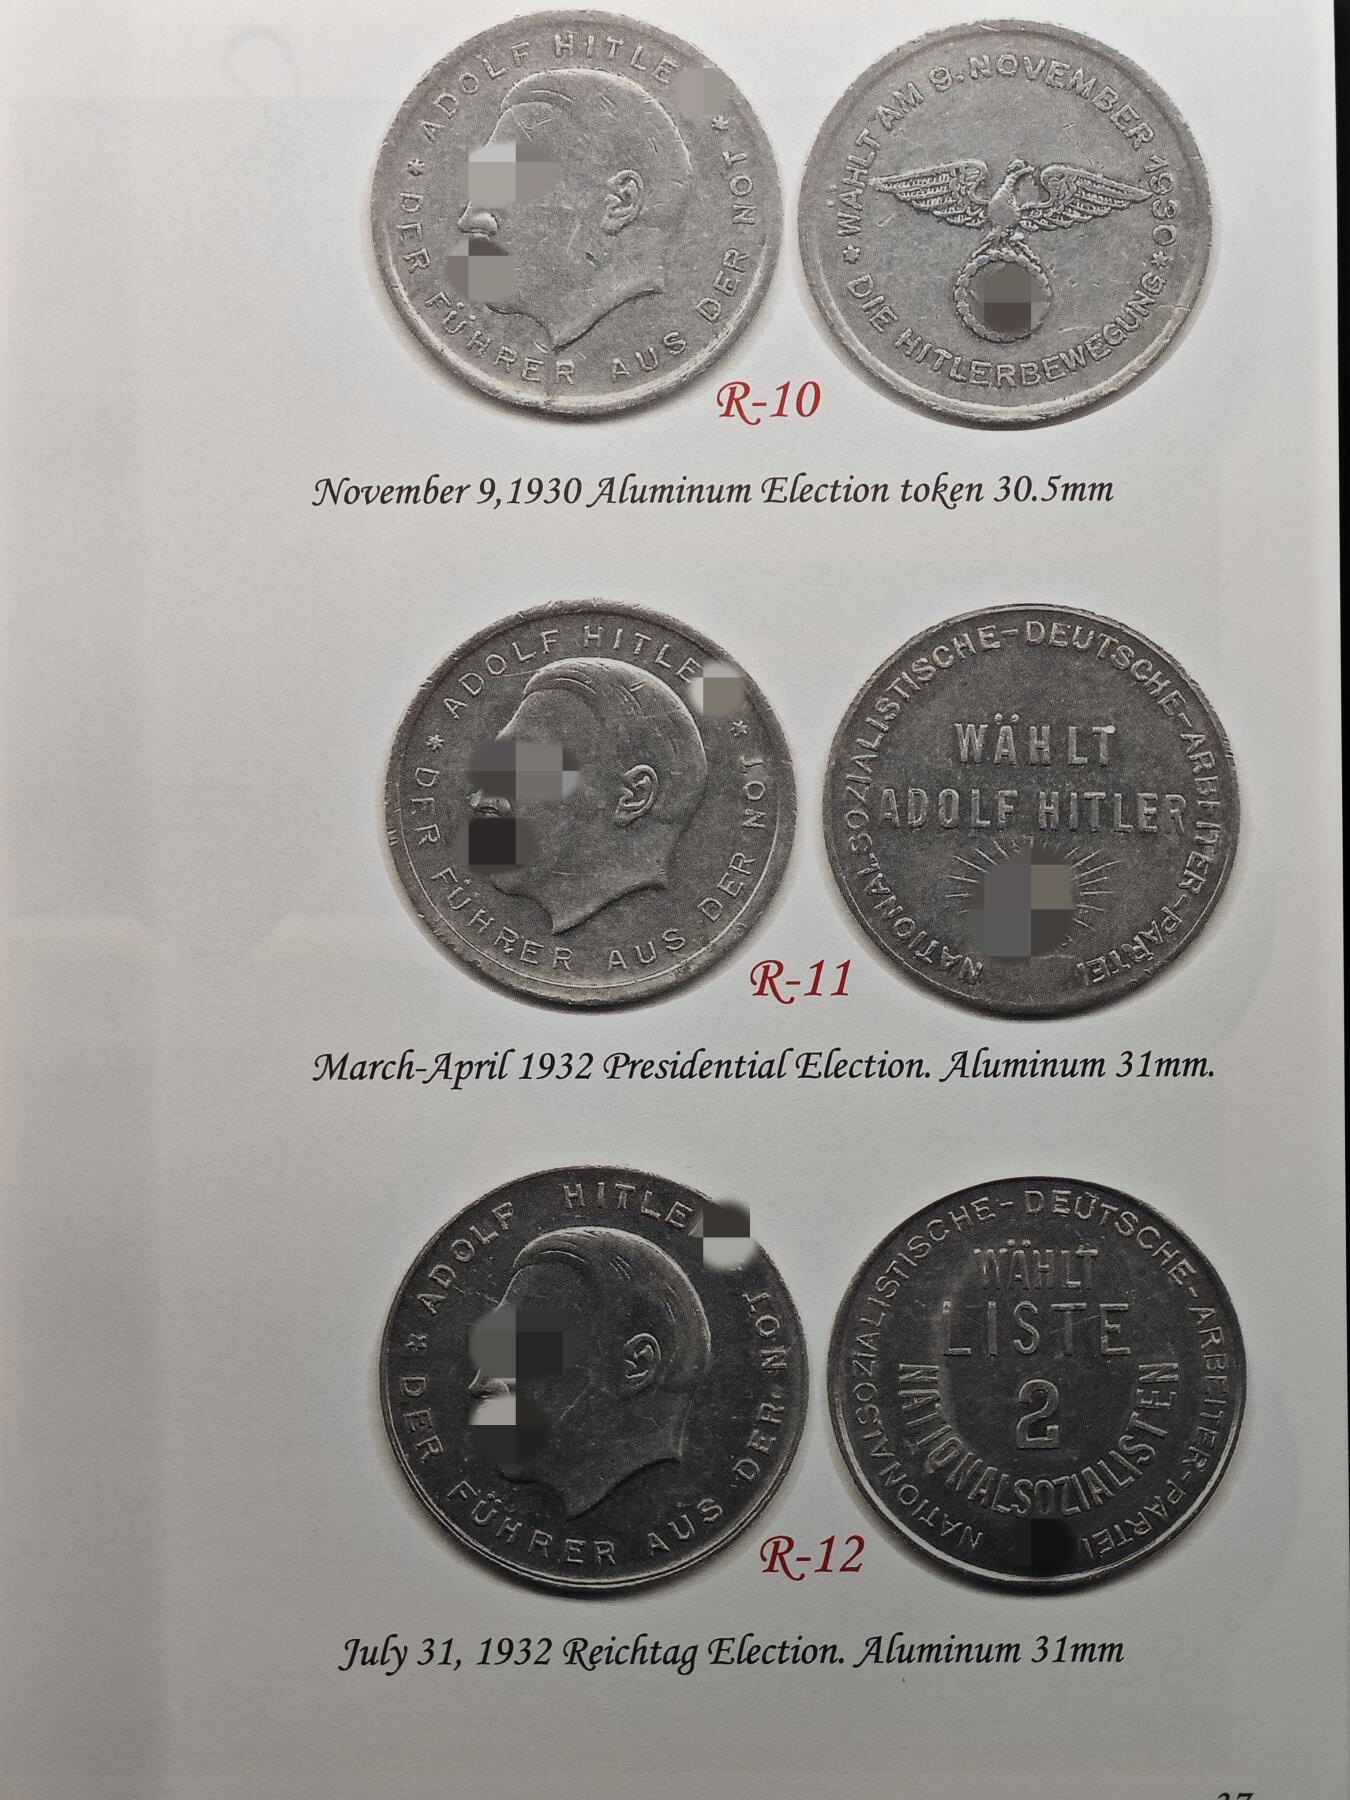 * ADOLF HITLE *
DER FÜHRER AUS DER NOT
* WÄHLT AM 9. NOVEMBER 1930 *
DIE HITLERBEWEGUNG
R-10
November 9,1930 Aluminum Election token 30.5mm
* ADOLF HITLE *
DER FÜHRER AUS DER NOT
NATIONALSOZIALISTISCHE-DEUTSCHE-ARBEITER-PARTEI
WÄHLT
ADOLF HITLER
R-11
March-April 1932 Presidential Election. Aluminum 31mm.
* ADOLF HITLE
DER FÜHRER AUS DER NOT
NATIONALSOZIALISTISCHE-DEUTSCHE-ARBEITER-PARTEI
WÄHLT
LISTE
2
NATIONALSOZIALISTEN
R-12
July 31, 1932 Reichtag Election. Aluminum 31mm